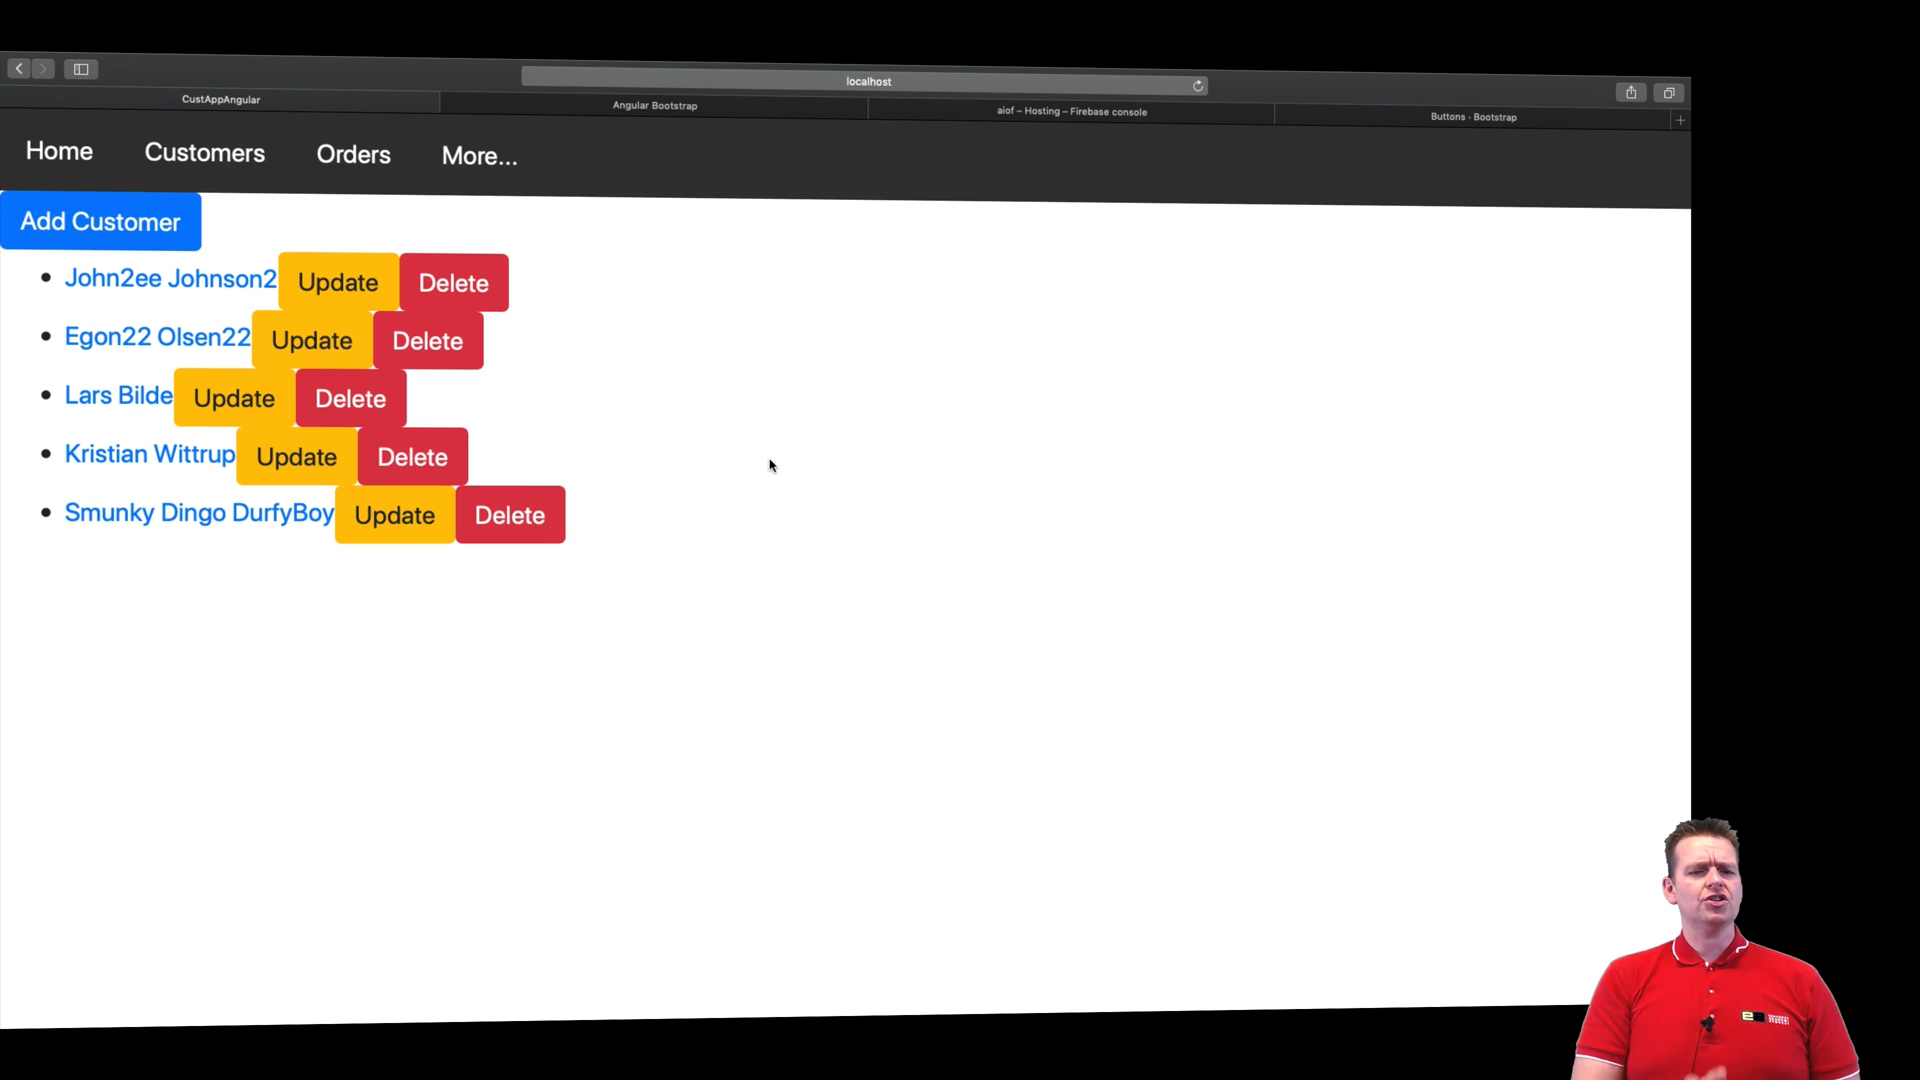 localhost
CustAppAngular
Angular Bootstrap
aiof – Hosting – Firebase console
Buttons · Bootstrap
Home Customers Orders More...
Add Customer
John2ee Johnson2 Update Delete
Egon22 Olsen22 Update Delete
Lars Bilde Update Delete
Kristian Wittrup Update Delete
Smunky Dingo DurfyBoy Update Delete